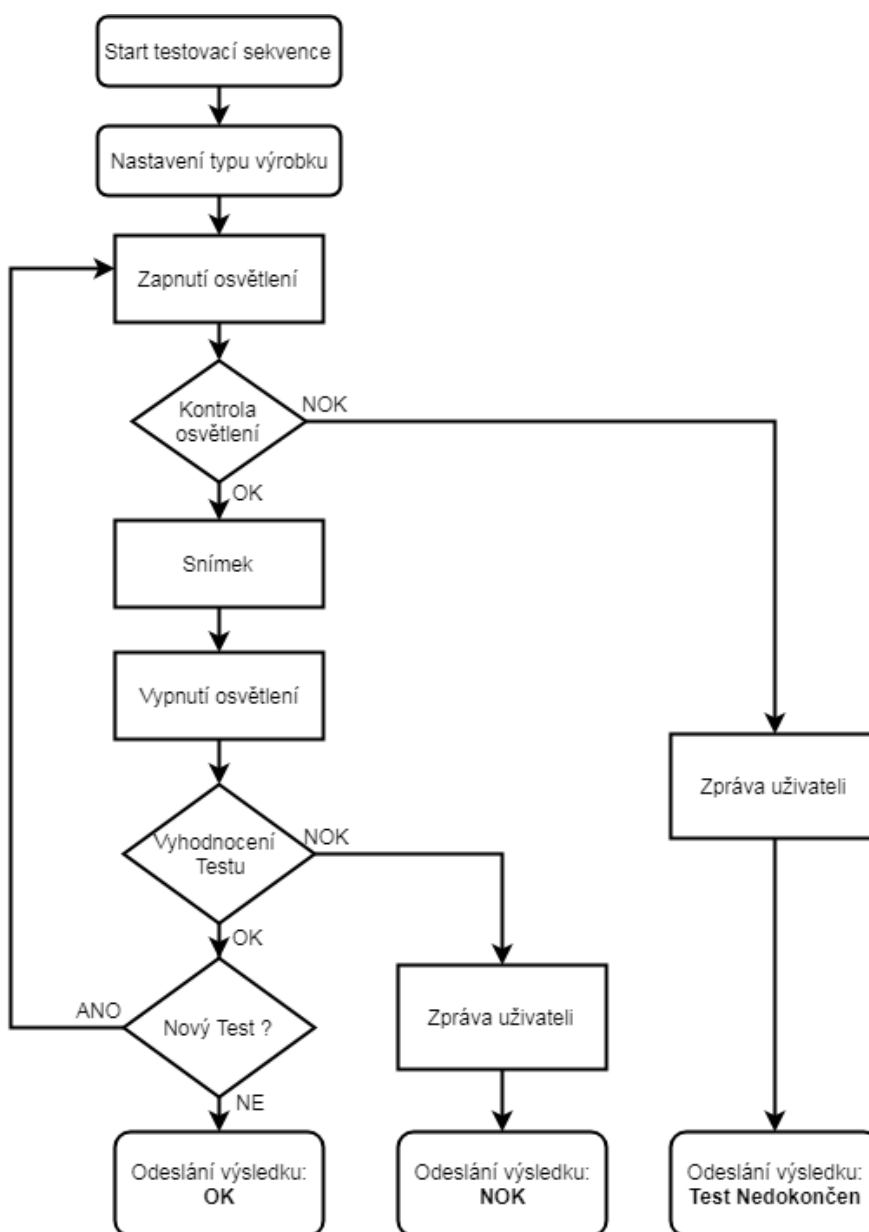 Start testovací sekvence
Nastavení typu výrobku
Zapnutí osvětlení
Kontrola
osvětlení
NOK
OK
Snímek
Vypnutí osvětlení
Zpráva uživateli
Vyhodnocení
Testu
NOK
OK
ANO
Nový Test ?
Zpráva uživateli
NE
Odeslání výsledku:
OK
Odeslání výsledku:
NOK
Odeslání výsledku:
Test Nedokončen